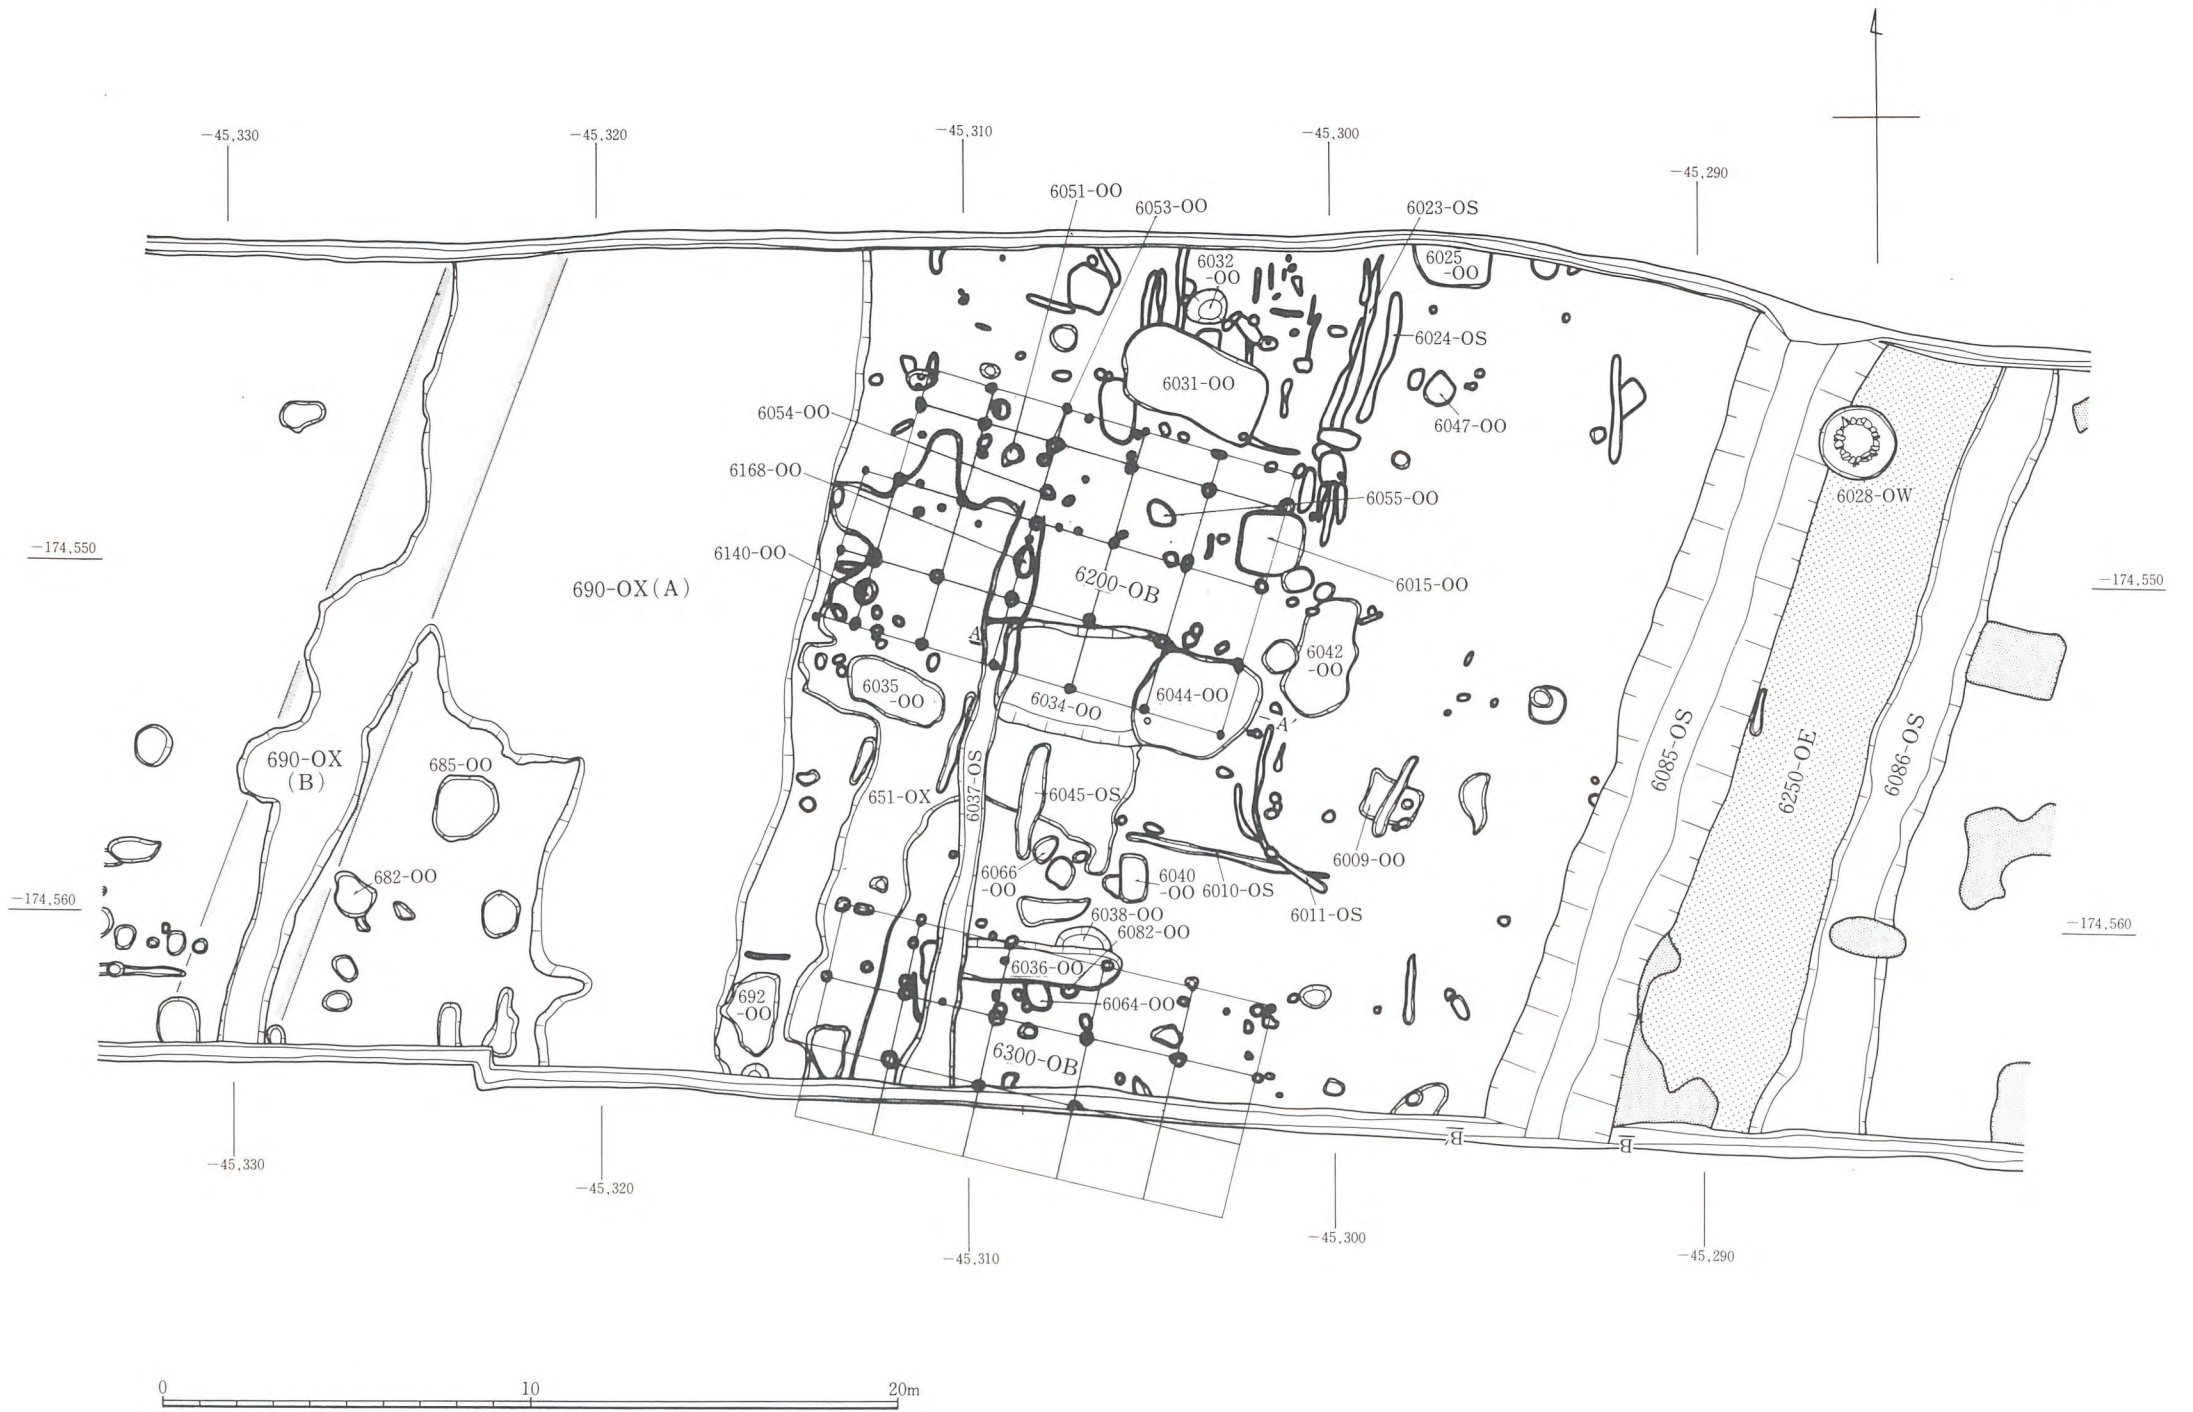 −45,330
−45,320
−45,310
−45,300
−45,290
6051-OO
6053-OO
6023-OS
6032
-OO
6025
-OO
6024-OS
6031-OO
6054-OO
6047-OO
6168-OO
6055-OO
6028-OW
−174,550
6140-OO
690-OX(A)
6200-OB
6015-OO
−174,550
A
6042
-OO
6035
-OO
6044-OO
6034-OO
A′
690-OX
(B)
685-OO
6085-OS
6250-OE
6086-OS
651-OX
6037-OS
6045-OS
6009-OO
682-OO
6066
-OO
6040
-OO
6010-OS
−174,560
6038-OO
6011-OS
6082-OO
−174,560
6036-OO
692
-OO
6064-OO
6300-OB
B′
B
−45,330
−45,320
−45,310
−45,300
−45,290
0
10
20m